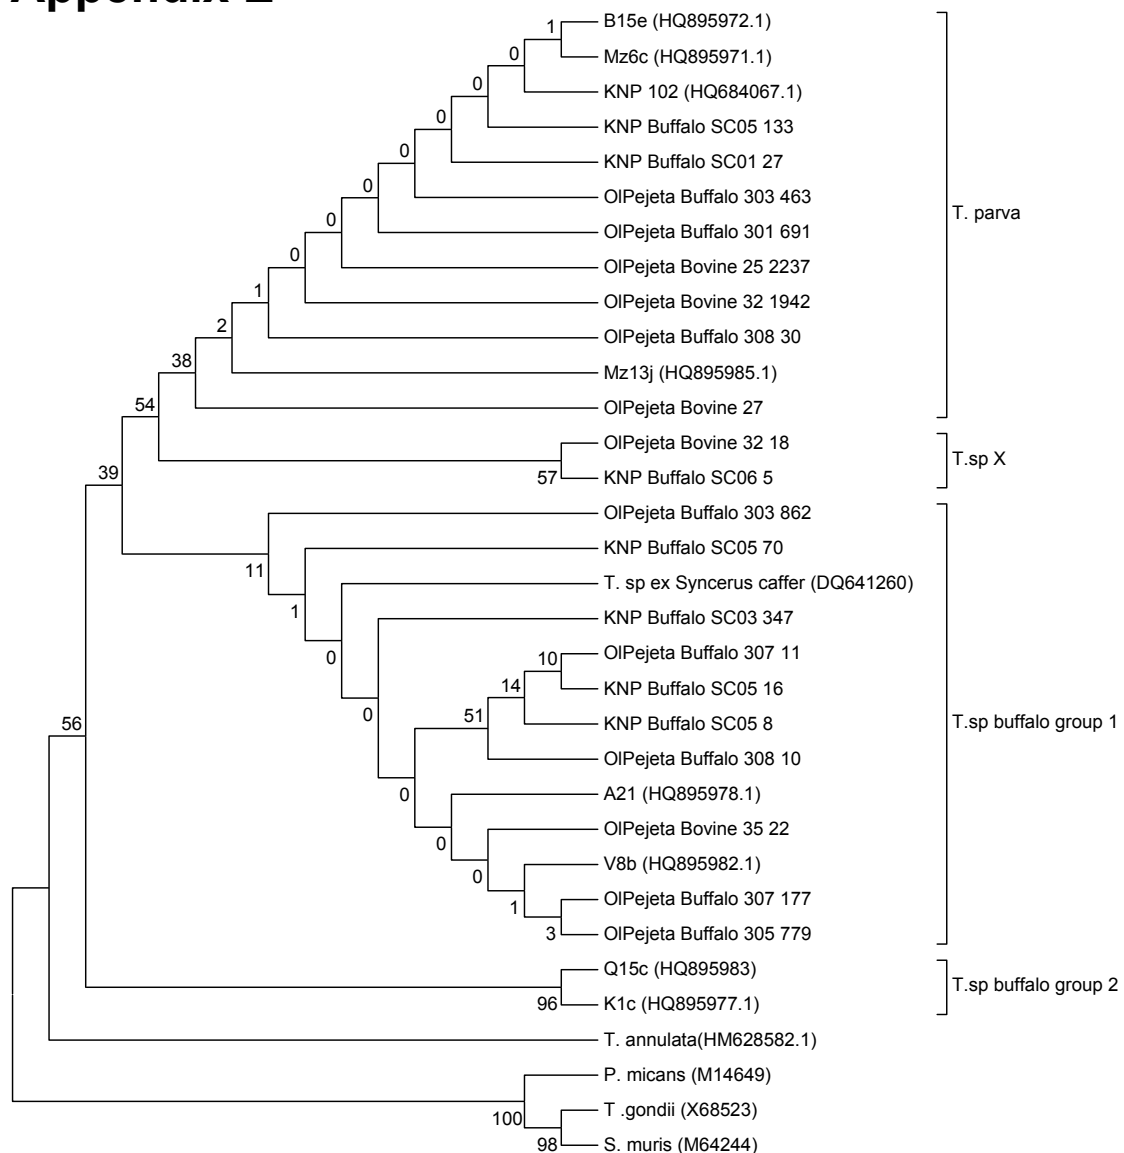 1
B15e (HQ895972.1)
0
Mz6c (HQ895971.1)
0
KNP 102 (HQ684067.1)
0
KNP Buffalo SC05 133
0
KNP Buffalo SC01 27
0
OlPejeta Buffalo 303 463
0
T. parva
OlPejeta Buffalo 301 691
0
OlPejeta Bovine 25 2237
1
OlPejeta Bovine 32 1942
2
OlPejeta Buffalo 308 30
38
Mz13j (HQ895985.1)
54
OlPejeta Bovine 27
OlPejeta Bovine 32 18
T.sp X
39
57
KNP Buffalo SC06 5
OlPejeta Buffalo 303 862
KNP Buffalo SC05 70
11
T. sp ex Syncerus caffer (DQ641260)
1
KNP Buffalo SC03 347
0
OlPejeta Buffalo 307 11
10
KNP Buffalo SC05 16
14
KNP Buffalo SC05 8
51
0
56
T.sp buffalo group 1
OlPejeta Buffalo 308 10
0
A21 (HQ895978.1)
OlPejeta Bovine 35 22
0
V8b (HQ895982.1)
0
OlPejeta Buffalo 307 177
1
OlPejeta Buffalo 305 779
3
Q15c (HQ895983)
T.sp buffalo group 2
96
K1c (HQ895977.1)
T. annulata(HM628582.1)
P. micans (M14649)
100
T .gondii (X68523)
98
S. muris (M64244)